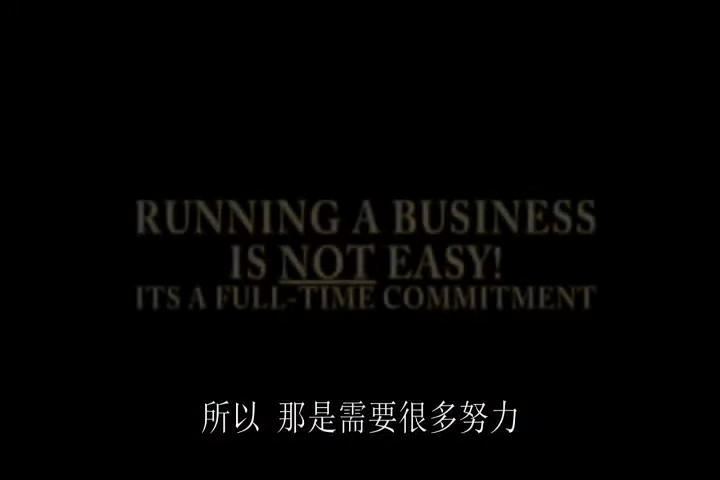 RUNNING A BUSINESS
IS NOT EASY!
ITS A FULL-TIME COMMITMENT
所以 那是需要很多努力